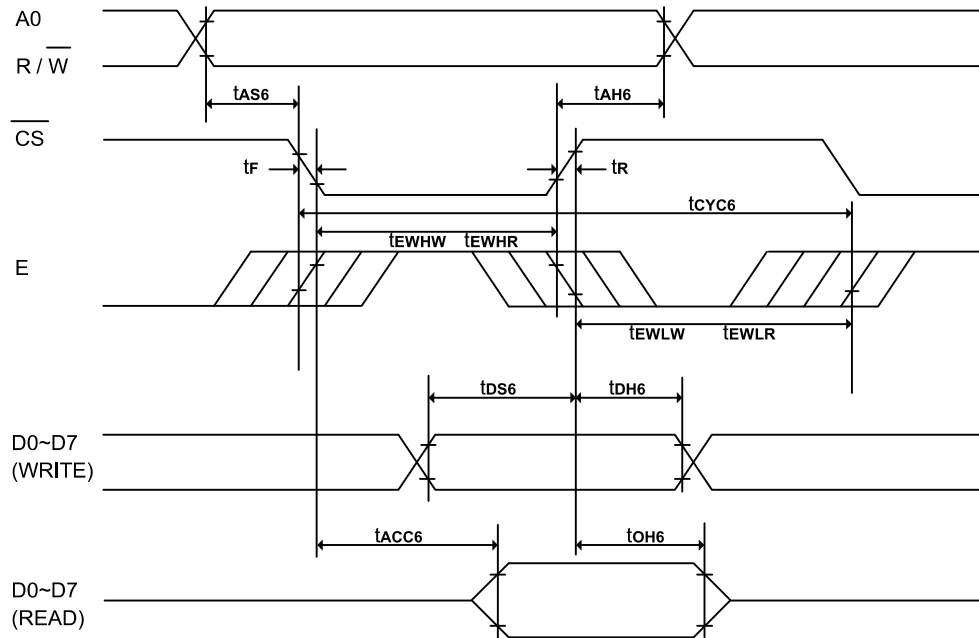 A0
R / W
tAS6 tAH6
CS
tF tR
tCYC6
tEWHW tEWHR
E
tEWLW tEWLR
tDS6 tDH6
D0~D7
(WRITE)
tACC6 tOH6
D0~D7
(READ)